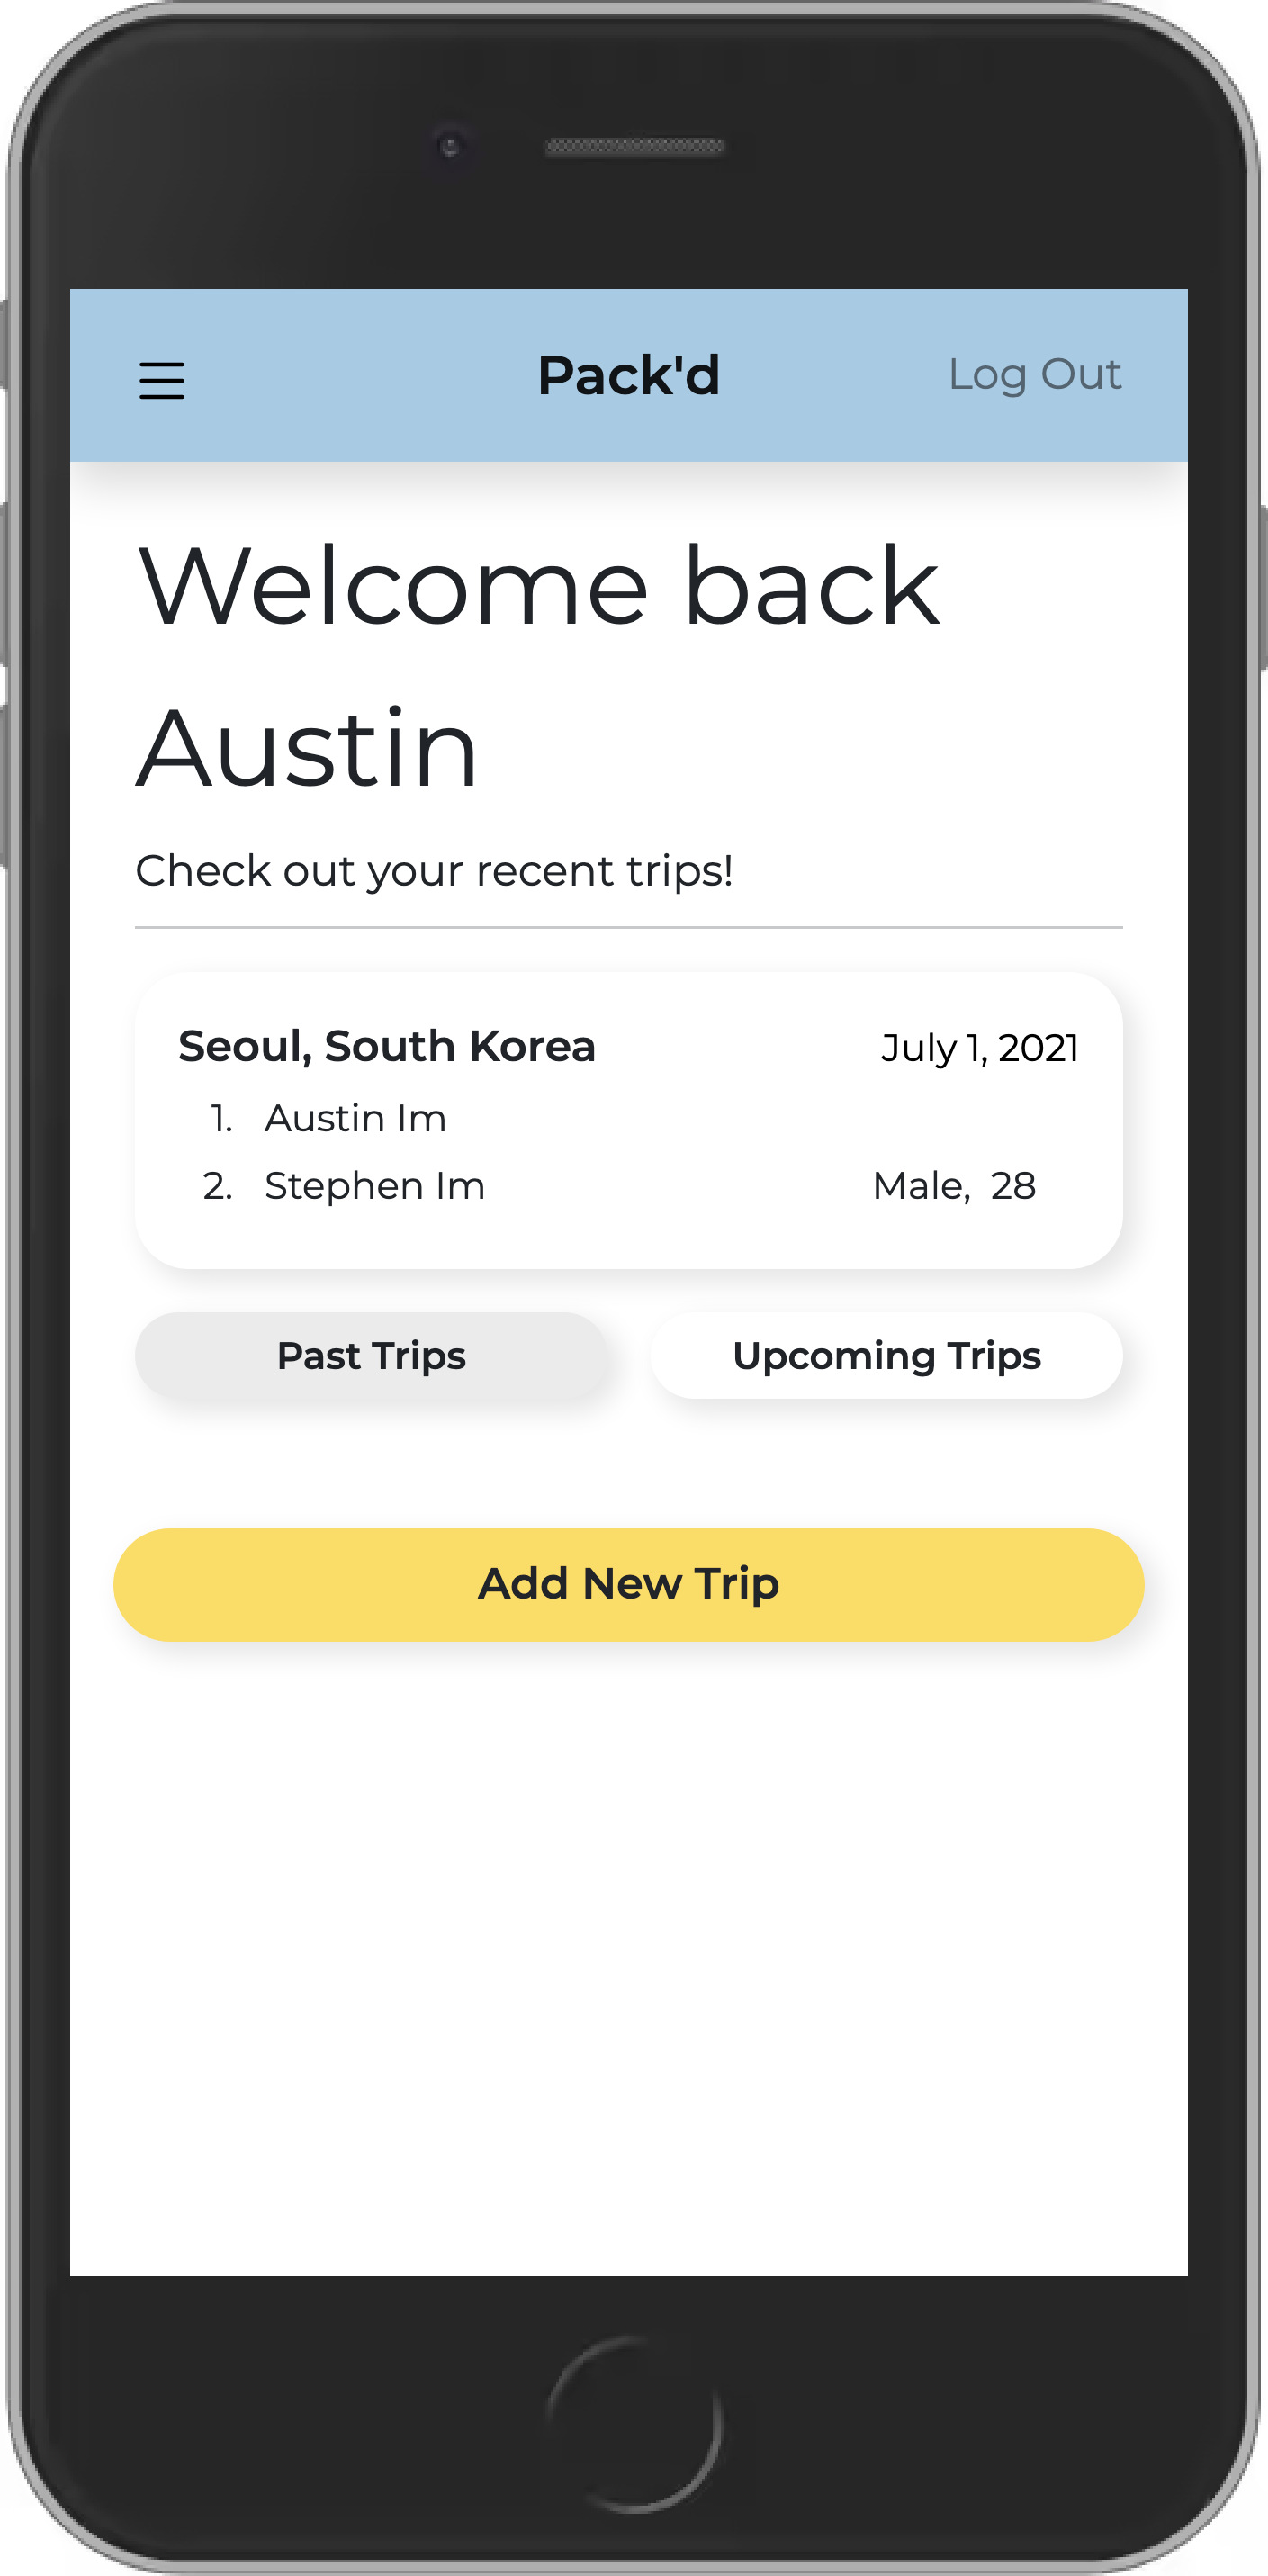 Pack'd Log Out
Welcome back
Austin
Check out your recent trips!
Seoul, South Korea July 1, 2021
1. Austin Im
2. Stephen Im Male, 28
Past Trips Upcoming Trips
Add New Trip